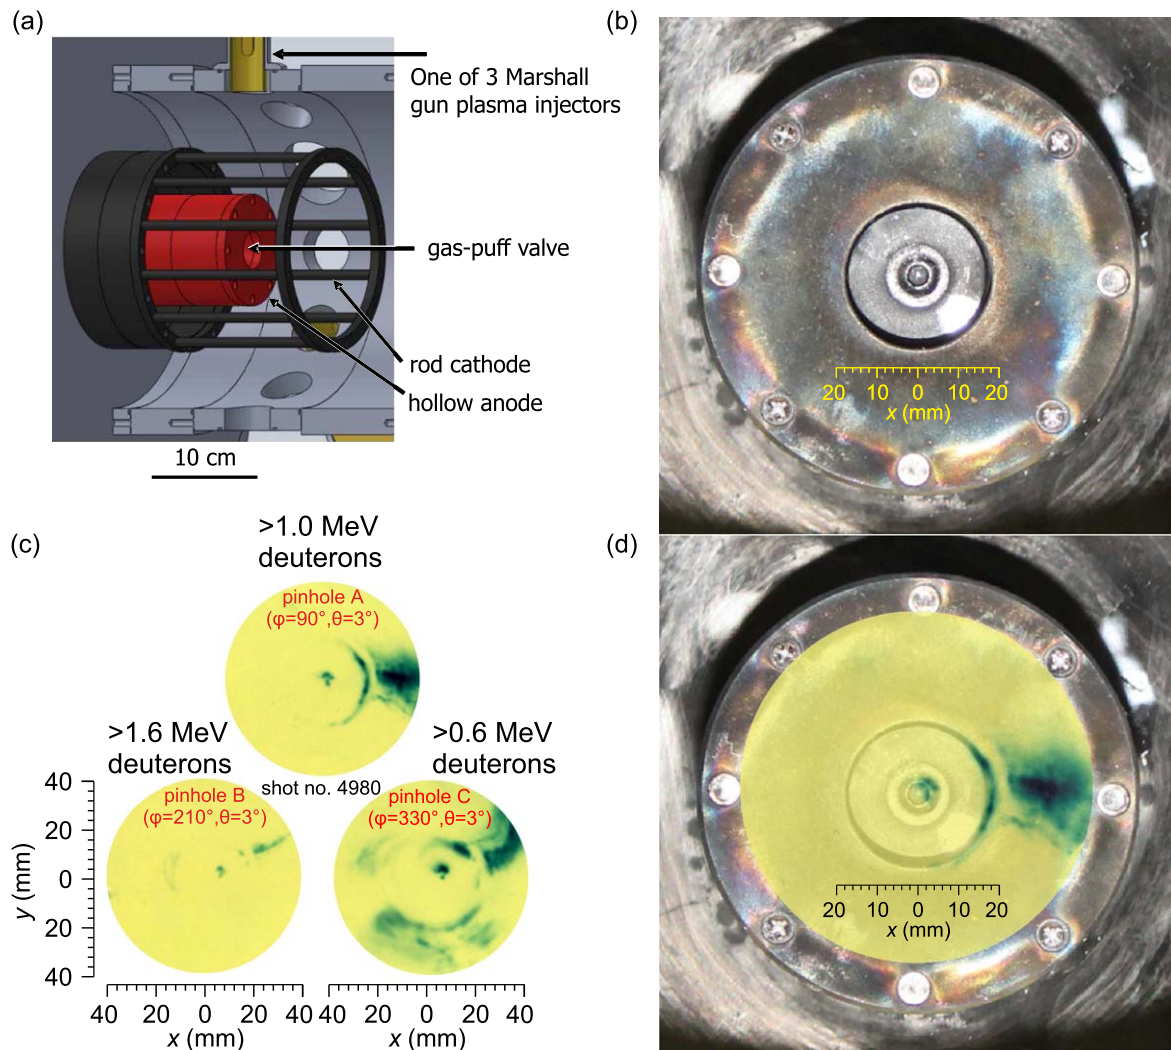 (a)
One of 3 Marshall
gun plasma injectors
gas-puff valve
rod cathode
hollow anode
10 cm
(b)
20 10 0 10 20
x (mm)
(c)
>1.0 MeV
deuterons
pinhole A
(φ=90°,θ=3°)
>1.6 MeV
deuterons
>0.6 MeV
deuterons
shot no. 4980
pinhole B
(φ=210°,θ=3°)
pinhole C
(φ=330°,θ=3°)
40
20
0
20
40
y (mm)
40 20 0 20 40
x (mm)
40 20 0 20 40
x (mm)
(d)
20 10 0 10 20
x (mm)